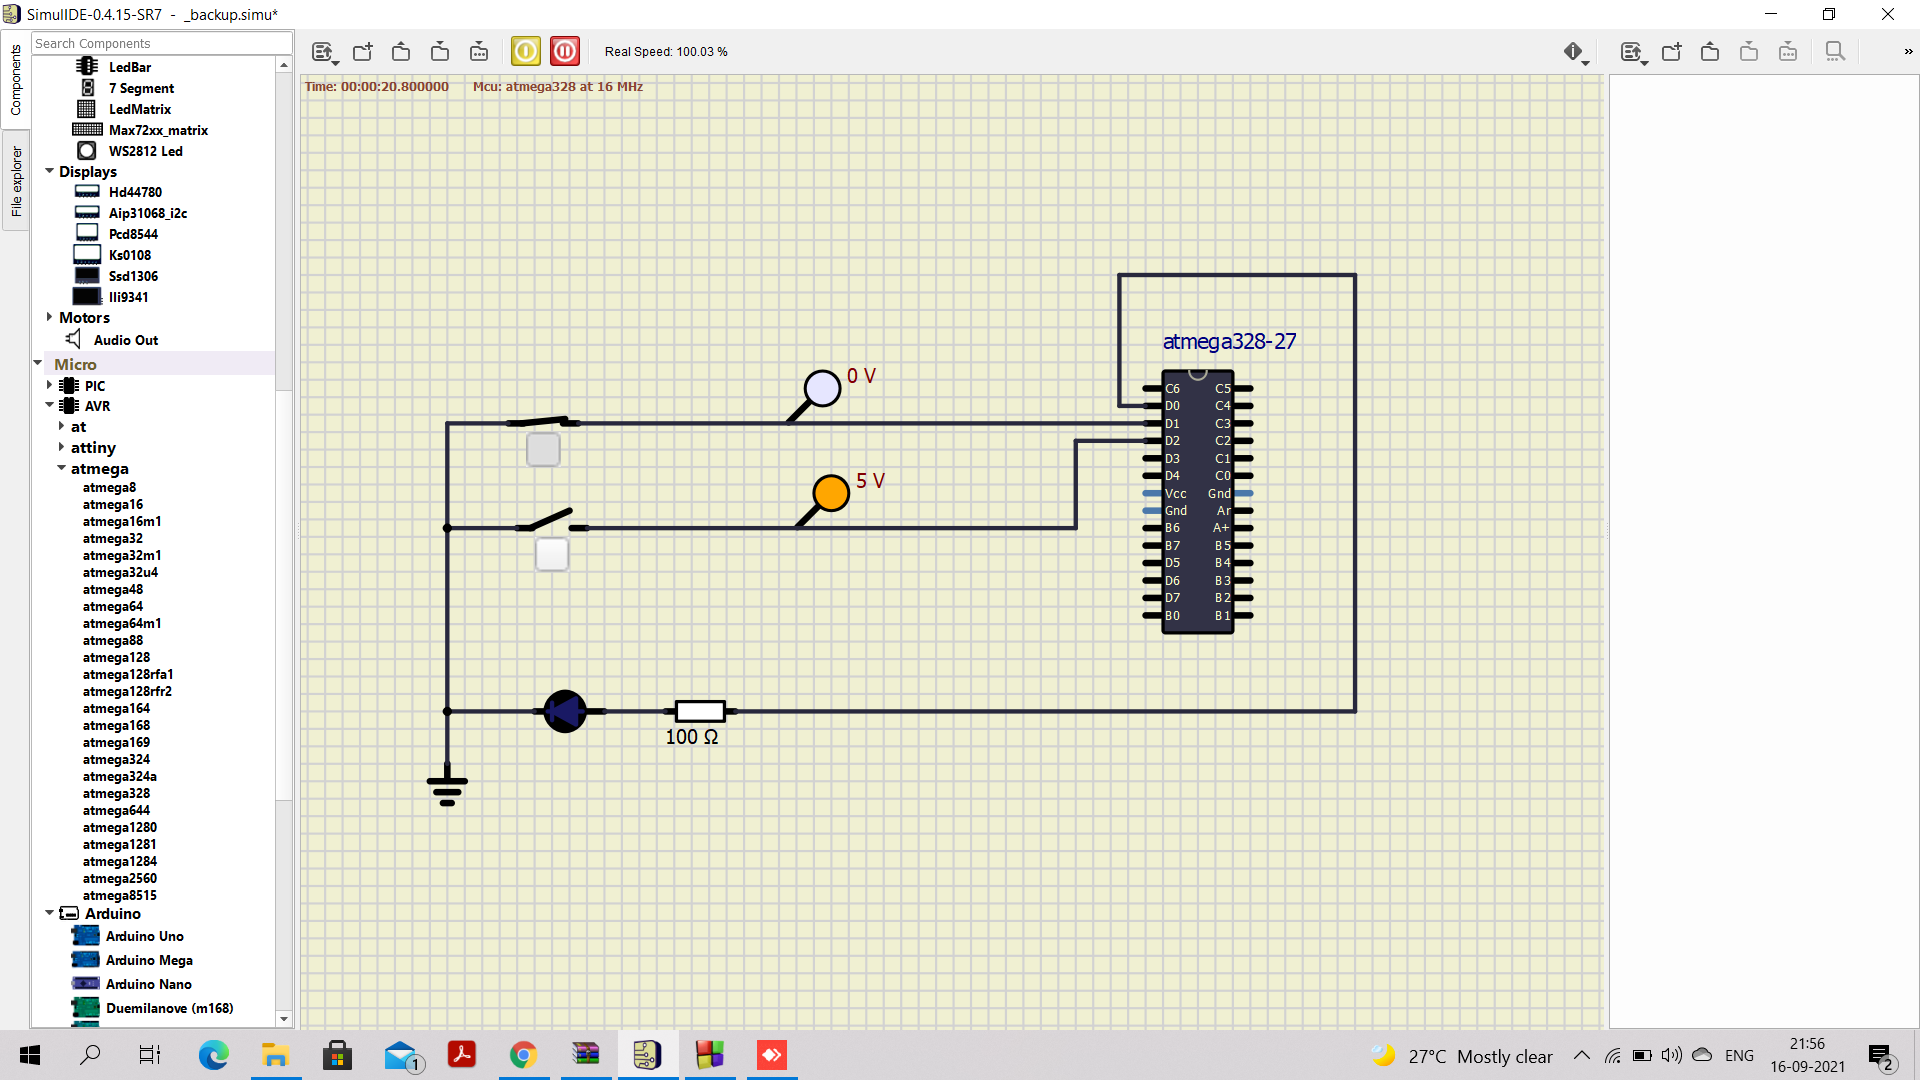 SimulIDE-0.4.15-SR7 - _backup.simu*
Components
File explorer
Search Components
LedBar
7 Segment
LedMatrix
Max72xx_matrix
WS2812 Led
Displays
Hd44780
Aip31068_i2c
Pcd8544
Ks0108
Ssd1306
Ili9341
Motors
Audio Out
Micro
PIC
AVR
at
attiny
atmega
atmega8
atmega16
atmega16m1
atmega32
atmega32m1
atmega32u4
atmega48
atmega64
atmega64m1
atmega88
atmega128
atmega128rfa1
atmega128rfr2
atmega164
atmega168
atmega169
atmega324
atmega324a
atmega328
atmega644
atmega1280
atmega1281
atmega1284
atmega2560
atmega8515
Arduino
Arduino Uno
Arduino Mega
Arduino Nano
Duemilanove (m168)
Real Speed: 100.03 %
»
Time: 00:00:20.800000 Mcu: atmega328 at 16 MHz
atmega328-27
0 V
5 V
100 Ω
C6 C5
D0 C4
D1 C3
D2 C2
D3 C1
D4 C0
Vcc Gnd
Gnd Ar
B6 A+
B7 B5
D5 B4
D6 B3
D7 B2
B0 B1
1
27°C Mostly clear
ENG
21:56
16-09-2021
2